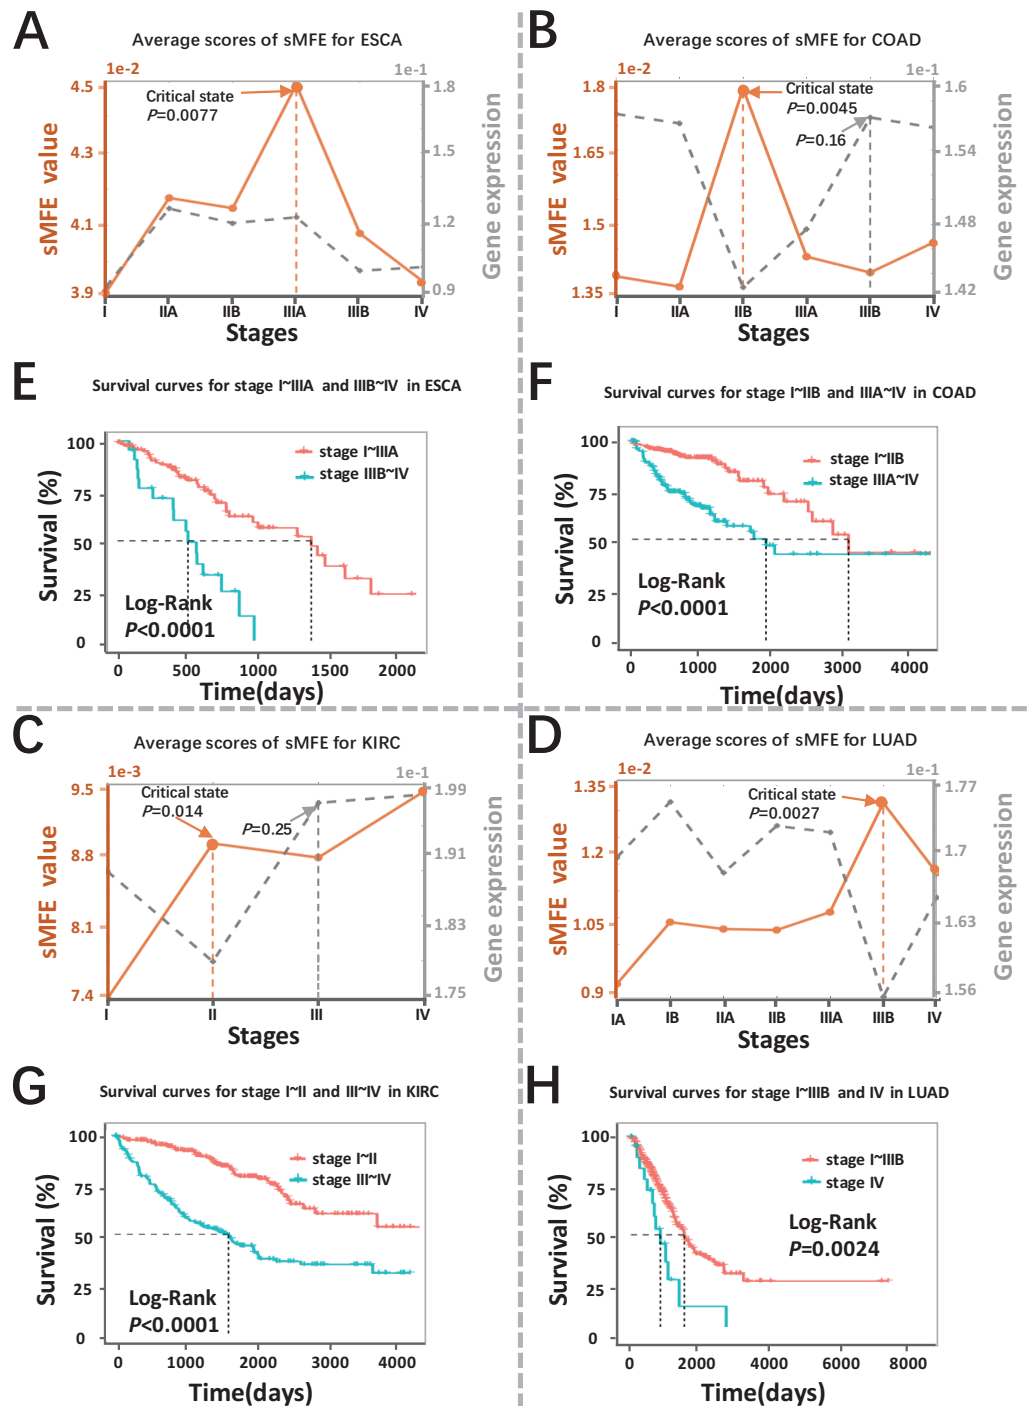 A
Average scores of sMFE for ESCA
1e-2
1e-1
4.5
4.3
4.1
3.9
sMFE value
1.8
1.5
1.2
0.9
Gene expression
Critical state
P=0.0077
I
IIA
IIB
IIIA
IIIB
IV
Stages
B
Average scores of sMFE for COAD
1e-2
1e-1
1.8
1.65
1.5
1.35
sMFE value
1.6
1.54
1.48
1.42
Gene expression
Critical state
P=0.0045
P=0.16
I
IIA
IIB
IIIA
IIIB
IV
Stages
E
Survival curves for stage I~IIIA and IIIB~IV in ESCA
100
75
50
25
0
Survival (%)
stage I~IIIA
stage IIIB~IV
Log-Rank
P<0.0001
0
500
1000
1500
2000
Time(days)
F
Survival curves for stage I~IIB and IIIA~IV in COAD
100
75
50
25
0
Survival (%)
stage I~IIB
stage IIIA~IV
Log-Rank
P<0.0001
0
1000
2000
3000
4000
Time(days)
C
Average scores of sMFE for KIRC
1e-3
1e-1
9.5
8.8
8.1
7.4
sMFE value
1.99
1.91
1.83
1.75
Gene expression
Critical state
P=0.014
P=0.25
I
II
III
IV
Stages
D
Average scores of sMFE for LUAD
1e-2
1e-1
1.35
1.2
1.05
0.9
sMFE value
1.77
1.7
1.63
1.56
Gene expression
Critical state
P=0.0027
IA
IB
IIA
IIB
IIIA
IIIB
IV
Stages
G
Survival curves for stage I~II and III~IV in KIRC
100
75
50
25
0
Survival (%)
stage I~II
stage III~IV
Log-Rank
P<0.0001
0
1000
2000
3000
4000
Time(days)
H
Survival curves for stage I~IIIB and IV in LUAD
100
75
50
25
0
Survival (%)
stage I~IIIB
stage IV
Log-Rank
P=0.0024
0
2000
4000
6000
8000
Time(days)